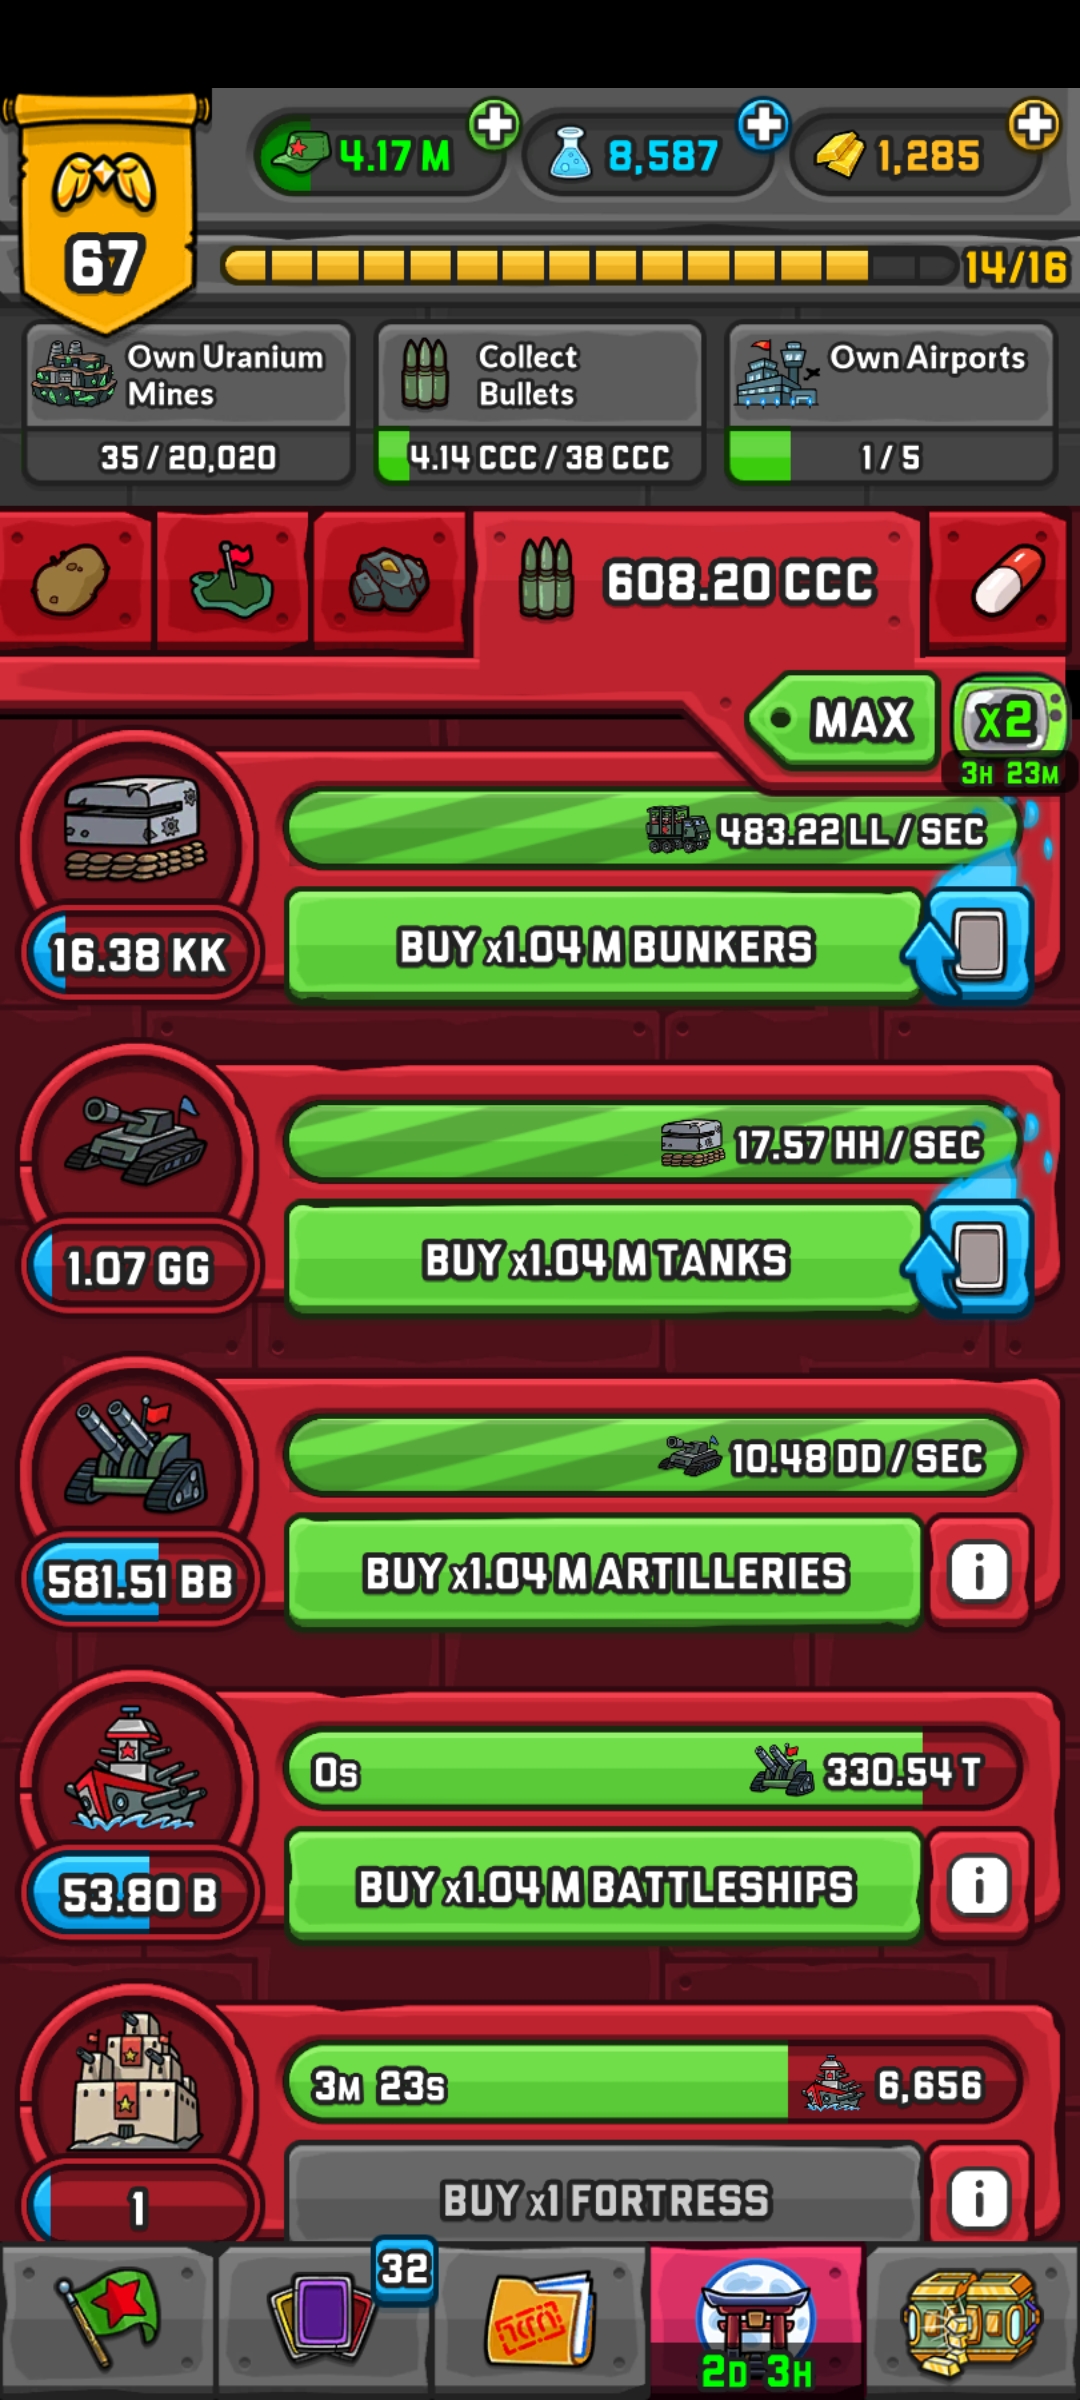 67
4.17 M
8,587
1,285
14/16
Own Uranium
Mines
35 / 20,020
Collect
Bullets
4.14 CCC / 38 CCC
Own Airports
1 / 5
608.20 CCC
MAX
x2
3H 23M
483.22 LL / SEC
16.38 KK
BUY x1.04 M BUNKERS
17.57 HH / SEC
1.07 GG
BUY x1.04 M TANKS
10.48 DD / SEC
581.51 BB
BUY x1.04 M ARTILLERIES
i
0s
330.54 T
53.80 B
BUY x1.04 M BATTLESHIPS
i
3M 23S
6,656
1
BUY x1 FORTRESS
i
32
2D 3H